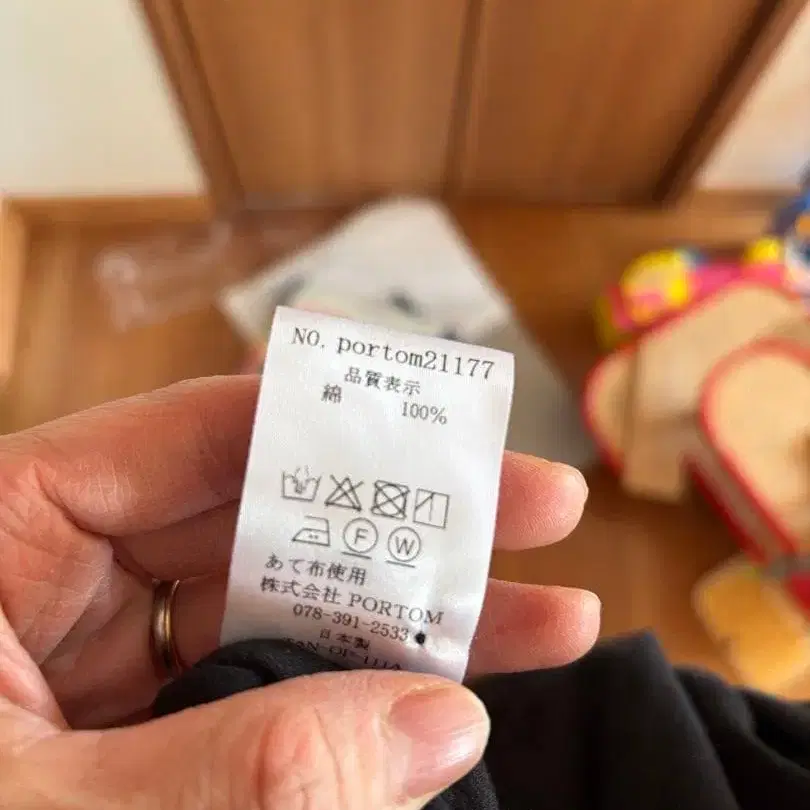 NO. portom21177
品質表示
綿 100%
F W
あて布使用
株式会社 PORTOM
078-391-2533
日本製